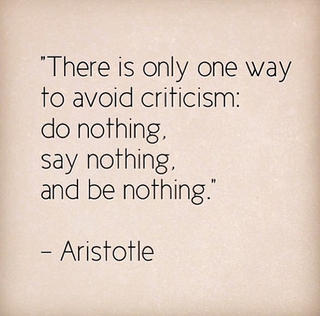 "There is only one way
to avoid criticism:
do nothing,
say nothing,
and be nothing."
– Aristotle